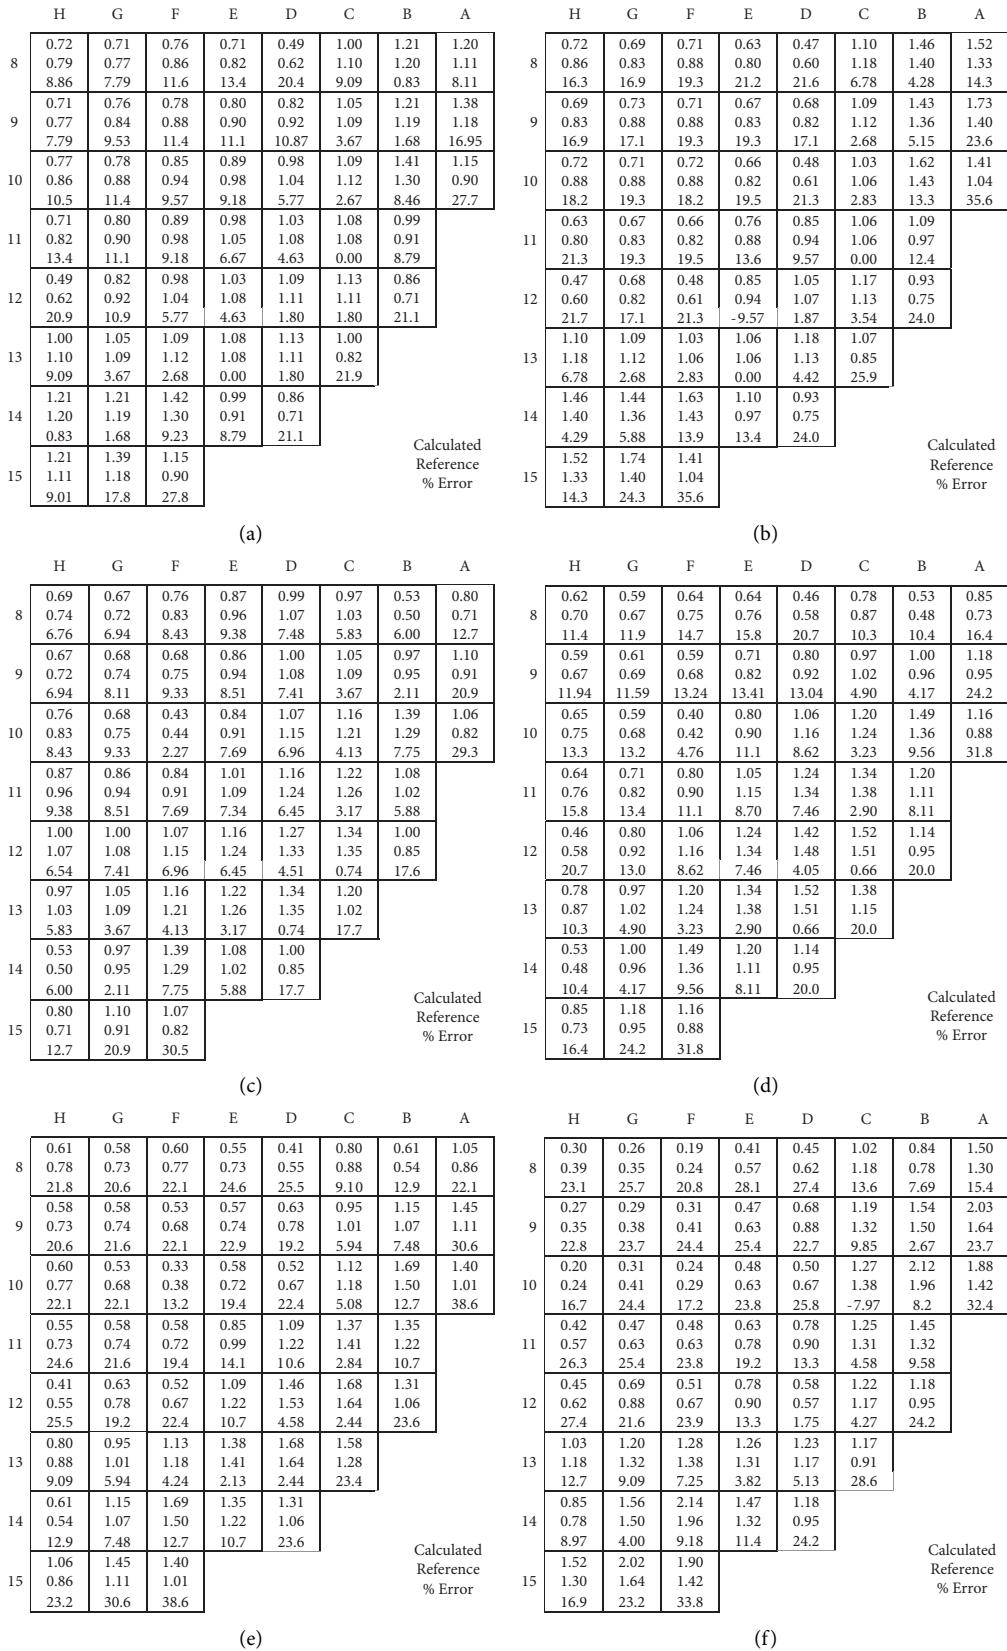 H G F E D C B A
0.72 0.71 0.76 0.71 0.49 1.00 1.21 1.20
8 0.79 0.77 0.86 0.82 0.62 1.10 1.20 1.11
8.86 7.79 11.6 13.4 20.4 9.09 0.83 8.11
0.71 0.76 0.78 0.80 0.82 1.05 1.21 1.38
9 0.77 0.84 0.88 0.90 0.92 1.09 1.19 1.18
7.79 9.53 11.4 11.1 10.87 3.67 1.68 16.95
0.77 0.78 0.85 0.89 0.98 1.09 1.41 1.15
10 0.86 0.88 0.94 0.98 1.04 1.12 1.30 0.90
10.5 11.4 9.57 9.18 5.77 2.67 8.46 27.7
0.71 0.80 0.89 0.98 1.03 1.08 0.99
11 0.82 0.90 0.98 1.05 1.08 1.08 0.91
13.4 11.1 9.18 6.67 4.63 0.00 8.79
0.49 0.82 0.98 1.03 1.09 1.13 0.86
12 0.62 0.92 1.04 1.08 1.11 1.11 0.71
20.9 10.9 5.77 4.63 1.80 1.80 21.1
1.00 1.05 1.09 1.08 1.13 1.00
13 1.10 1.09 1.12 1.08 1.11 0.82
9.09 3.67 2.68 0.00 1.80 21.9
1.21 1.21 1.42 0.99 0.86
14 1.20 1.19 1.30 0.91 0.71
0.83 1.68 9.23 8.79 21.1
1.21 1.39 1.15
15 1.11 1.18 0.90
9.01 17.8 27.8
Calculated
Reference
% Error
(a)
H G F E D C B A
0.72 0.69 0.71 0.63 0.47 1.10 1.46 1.52
8 0.86 0.83 0.88 0.80 0.60 1.18 1.40 1.33
16.3 16.9 19.3 21.2 21.6 6.78 4.28 14.3
0.69 0.73 0.71 0.67 0.68 1.09 1.43 1.73
9 0.83 0.88 0.88 0.83 0.82 1.12 1.36 1.40
16.9 17.1 19.3 19.3 17.1 2.68 5.15 23.6
0.72 0.71 0.72 0.66 0.48 1.03 1.62 1.41
10 0.88 0.88 0.88 0.82 0.61 1.06 1.43 1.04
18.2 19.3 18.2 19.5 21.3 2.83 13.3 35.6
0.63 0.67 0.66 0.76 0.85 1.06 1.09
11 0.80 0.83 0.82 0.88 0.94 1.06 0.97
21.3 19.3 19.5 13.6 9.57 0.00 12.4
0.47 0.68 0.48 0.85 1.05 1.17 0.93
12 0.60 0.82 0.61 0.94 1.07 1.13 0.75
21.7 17.1 21.3 -9.57 1.87 3.54 24.0
1.10 1.09 1.03 1.06 1.18 1.07
13 1.18 1.12 1.06 1.06 1.13 0.85
6.78 2.68 2.83 0.00 4.42 25.9
1.46 1.44 1.63 1.10 0.93
14 1.40 1.36 1.43 0.97 0.75
4.29 5.88 13.9 13.4 24.0
1.52 1.74 1.41
15 1.33 1.40 1.04
14.3 24.3 35.6
Calculated
Reference
% Error
(b)
H G F E D C B A
0.69 0.67 0.76 0.87 0.99 0.97 0.53 0.80
8 0.74 0.72 0.83 0.96 1.07 1.03 0.50 0.71
6.76 6.94 8.43 9.38 7.48 5.83 6.00 12.7
0.67 0.68 0.68 0.86 1.00 1.05 0.97 1.10
9 0.72 0.74 0.75 0.94 1.08 1.09 0.95 0.91
6.94 8.11 9.33 8.51 7.41 3.67 2.11 20.9
0.76 0.68 0.43 0.84 1.07 1.16 1.39 1.06
10 0.83 0.75 0.44 0.91 1.15 1.21 1.29 0.82
8.43 9.33 2.27 7.69 6.96 4.13 7.75 29.3
0.87 0.86 0.84 1.01 1.16 1.22 1.08
11 0.96 0.94 0.91 1.09 1.24 1.26 1.02
9.38 8.51 7.69 7.34 6.45 3.17 5.88
1.00 1.00 1.07 1.16 1.27 1.34 1.00
12 1.07 1.08 1.15 1.24 1.33 1.35 0.85
6.54 7.41 6.96 6.45 4.51 0.74 17.6
0.97 1.05 1.16 1.22 1.34 1.20
13 1.03 1.09 1.21 1.26 1.35 1.02
5.83 3.67 4.13 3.17 0.74 17.7
0.53 0.97 1.39 1.08 1.00
14 0.50 0.95 1.29 1.02 0.85
6.00 2.11 7.75 5.88 17.7
0.80 1.10 1.07
15 0.71 0.91 0.82
12.7 20.9 30.5
Calculated
Reference
% Error
(c)
H G F E D C B A
0.62 0.59 0.64 0.64 0.46 0.78 0.53 0.85
8 0.70 0.67 0.75 0.76 0.58 0.87 0.48 0.73
11.4 11.9 14.7 15.8 20.7 10.3 10.4 16.4
0.59 0.61 0.59 0.71 0.80 0.97 1.00 1.18
9 0.67 0.69 0.68 0.82 0.92 1.02 0.96 0.95
11.94 11.59 13.24 13.41 13.04 4.90 4.17 24.2
0.65 0.59 0.40 0.80 1.06 1.20 1.49 1.16
10 0.75 0.68 0.42 0.90 1.16 1.24 1.36 0.88
13.3 13.2 4.76 11.1 8.62 3.23 9.56 31.8
0.64 0.71 0.80 1.05 1.24 1.34 1.20
11 0.76 0.82 0.90 1.15 1.34 1.38 1.11
15.8 13.4 11.1 8.70 7.46 2.90 8.11
0.46 0.80 1.06 1.24 1.42 1.52 1.14
12 0.58 0.92 1.16 1.34 1.48 1.51 0.95
20.7 13.0 8.62 7.46 4.05 0.66 20.0
0.78 0.97 1.20 1.34 1.52 1.38
13 0.87 1.02 1.24 1.38 1.51 1.15
10.3 4.90 3.23 2.90 0.66 20.0
0.53 1.00 1.49 1.20 1.14
14 0.48 0.96 1.36 1.11 0.95
10.4 4.17 9.56 8.11 20.0
0.85 1.18 1.16
15 0.73 0.95 0.88
16.4 24.2 31.8
Calculated
Reference
% Error
(d)
H G F E D C B A
0.61 0.58 0.60 0.55 0.41 0.80 0.61 1.05
8 0.78 0.73 0.77 0.73 0.55 0.88 0.54 0.86
21.8 20.6 22.1 24.6 25.5 9.10 12.9 22.1
0.58 0.58 0.53 0.57 0.63 0.95 1.15 1.45
9 0.73 0.74 0.68 0.74 0.78 1.01 1.07 1.11
20.6 21.6 22.1 22.9 19.2 5.94 7.48 30.6
0.60 0.53 0.33 0.58 0.52 1.12 1.69 1.40
10 0.77 0.68 0.38 0.72 0.67 1.18 1.50 1.01
22.1 22.1 13.2 19.4 22.4 5.08 12.7 38.6
0.55 0.58 0.58 0.85 1.09 1.37 1.35
11 0.73 0.74 0.72 0.99 1.22 1.41 1.22
24.6 21.6 19.4 14.1 10.6 2.84 10.7
0.41 0.63 0.52 1.09 1.46 1.68 1.31
12 0.55 0.78 0.67 1.22 1.53 1.64 1.06
25.5 19.2 22.4 10.7 4.58 2.44 23.6
0.80 0.95 1.13 1.38 1.68 1.58
13 0.88 1.01 1.18 1.41 1.64 1.28
9.09 5.94 4.24 2.13 2.44 23.4
0.61 1.15 1.69 1.35 1.31
14 0.54 1.07 1.50 1.22 1.06
12.9 7.48 12.7 10.7 23.6
1.06 1.45 1.40
15 0.86 1.11 1.01
23.2 30.6 38.6
Calculated
Reference
% Error
(e)
H G F E D C B A
0.30 0.26 0.19 0.41 0.45 1.02 0.84 1.50
8 0.39 0.35 0.24 0.57 0.62 1.18 0.78 1.30
23.1 25.7 20.8 28.1 27.4 13.6 7.69 15.4
0.27 0.29 0.31 0.47 0.68 1.19 1.54 2.03
9 0.35 0.38 0.41 0.63 0.88 1.32 1.50 1.64
22.8 23.7 24.4 25.4 22.7 9.85 2.67 23.7
0.20 0.31 0.24 0.48 0.50 1.27 2.12 1.88
10 0.24 0.41 0.29 0.63 0.67 1.38 1.96 1.42
16.7 24.4 17.2 23.8 25.8 -7.97 8.2 32.4
0.42 0.47 0.48 0.63 0.78 1.25 1.45
11 0.57 0.63 0.63 0.78 0.90 1.31 1.32
26.3 25.4 23.8 19.2 13.3 4.58 9.58
0.45 0.69 0.51 0.78 0.58 1.22 1.18
12 0.62 0.88 0.67 0.90 0.57 1.17 0.95
27.4 21.6 23.9 13.3 1.75 4.27 24.2
1.03 1.20 1.28 1.26 1.23 1.17
13 1.18 1.32 1.38 1.31 1.17 0.91
12.7 9.09 7.25 3.82 5.13 28.6
0.85 1.56 2.14 1.47 1.18
14 0.78 1.50 1.96 1.32 0.95
8.97 4.00 9.18 11.4 24.2
1.52 2.02 1.90
15 1.30 1.64 1.42
16.9 23.2 33.8
Calculated
Reference
% Error
(f)